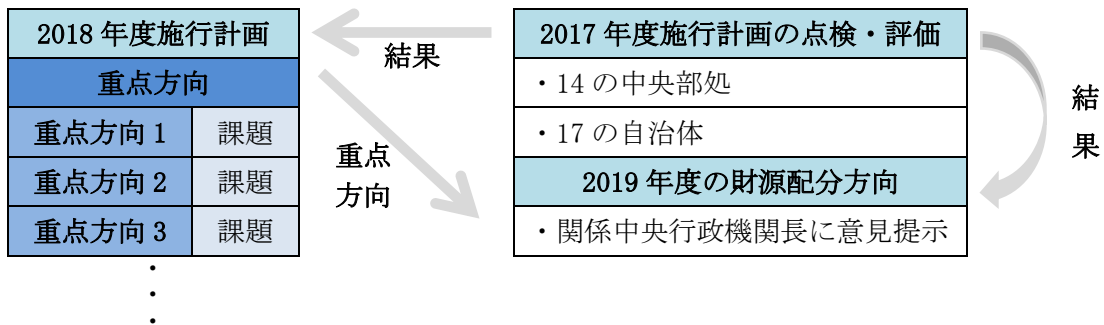 2018 年度施行計画
重点方向
重点方向 1 課題
重点方向 2 課題
重点方向 3 課題
・
・
・
結果
重点
方向
2017 年度施行計画の点検・評価
・14 の中央部処
・17 の自治体
2019 年度の財源配分方向
・関係中央行政機関長に意見提示
結
果